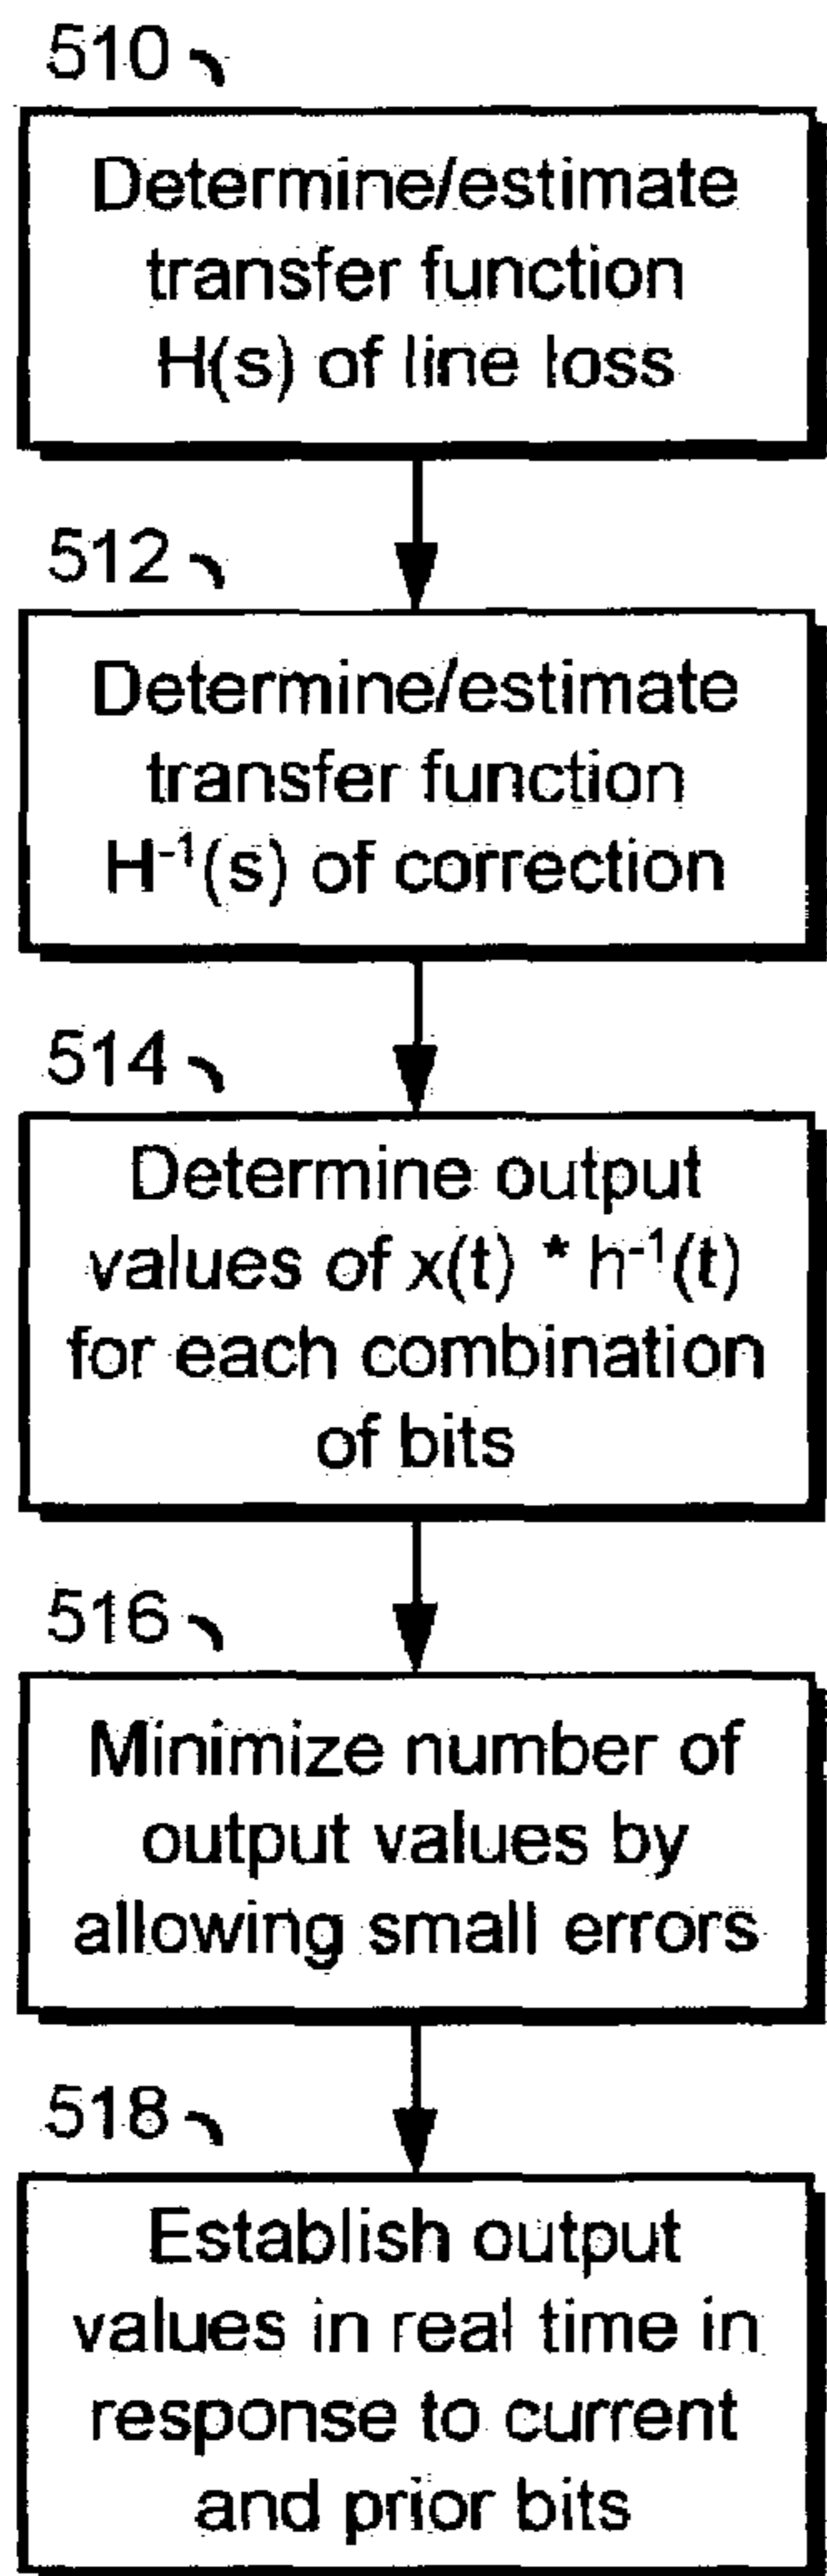 510
Determine/estimate
transfer function
H(s) of line loss
512
Determine/estimate
transfer function
H⁻¹(s) of correction
514
Determine output
values of x(t) * h⁻¹(t)
for each combination
of bits
516
Minimize number of
output values by
allowing small errors
518
Establish output
values in real time in
response to current
and prior bits